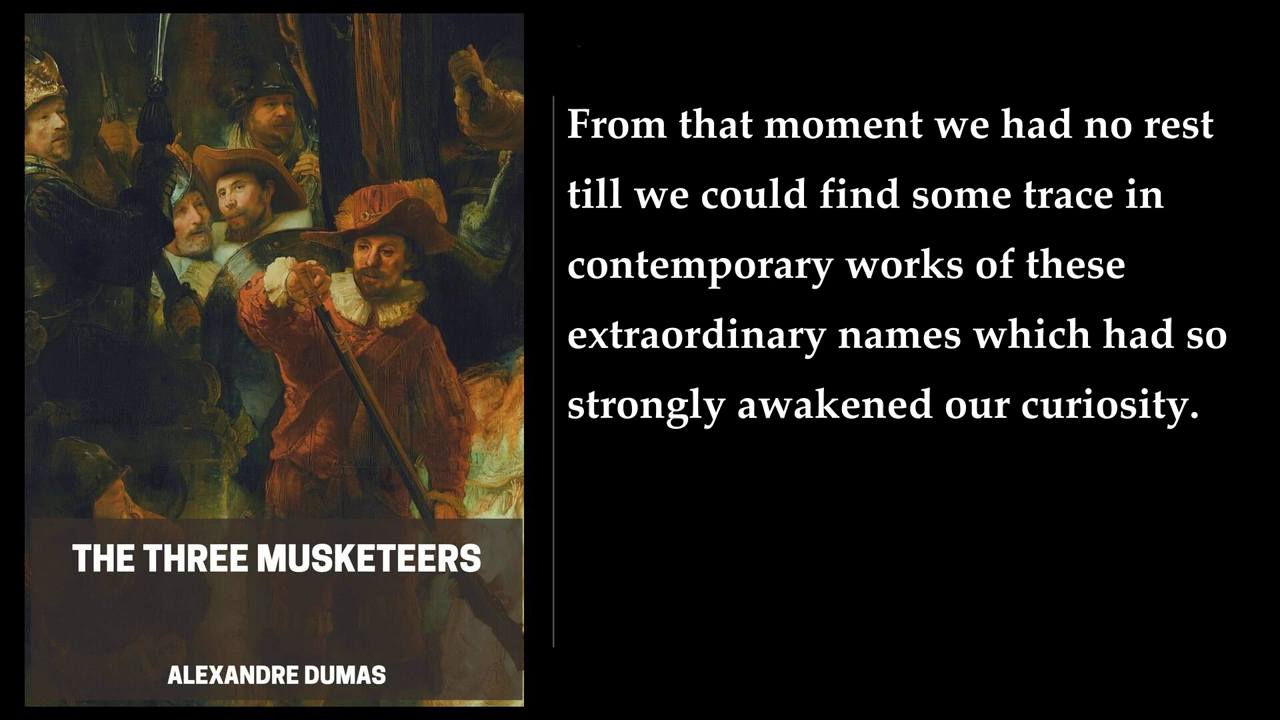 THE THREE MUSKETEERS
ALEXANDRE DUMAS
From that moment we had no rest
till we could find some trace in
contemporary works of these
extraordinary names which had so
strongly awakened our curiosity.